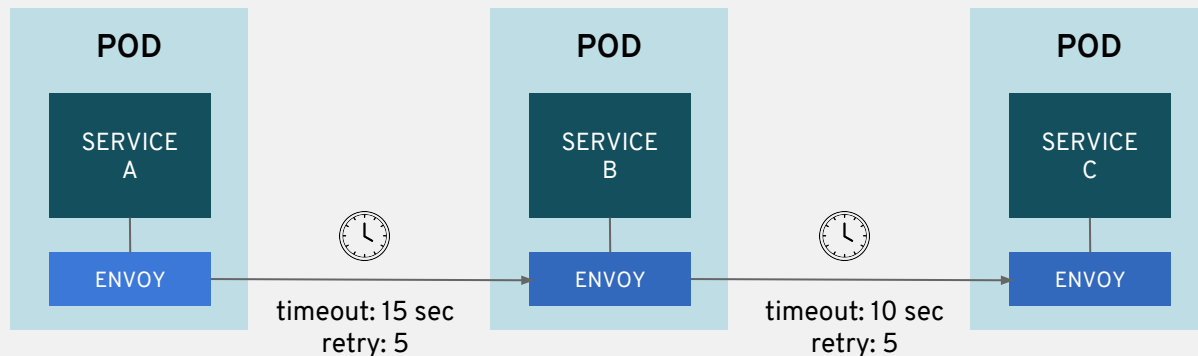 POD
SERVICE
A
ENVOY
timeout: 15 sec
retry: 5
POD
SERVICE
B
ENVOY
timeout: 10 sec
retry: 5
POD
SERVICE
C
ENVOY